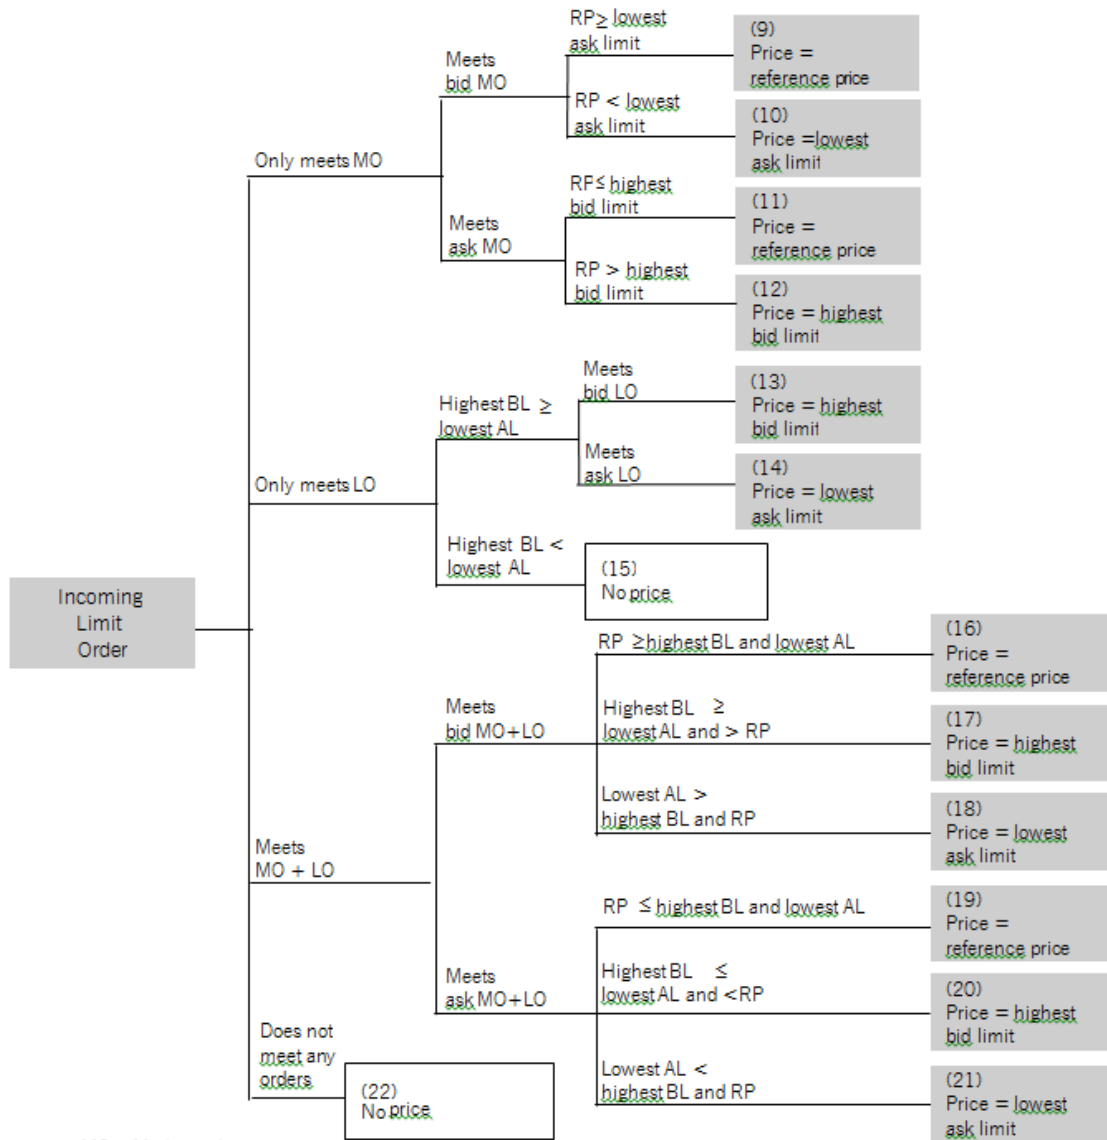 RP≥ lowest
ask limit
(9)
Price =
reference price
Meets
bid MO
RP < lowest
ask limit
(10)
Price =lowest
ask limit
Only meets MO
RP≤ highest
bid limit
(11)
Price =
reference price
Meets
ask MO
RP > highest
bid limit
(12)
Price = highest
bid limit
Meets
bid LO
(13)
Price = highest
bid limit
Highest BL ≥
lowest AL
Meets
ask LO
(14)
Price = lowest
ask limit
Only meets LO
Highest BL <
lowest AL
(15)
No price
Incoming
Limit
Order
RP ≥highest BL and lowest AL
(16)
Price =
reference price
Meets
bid MO+LO
Highest BL ≥
lowest AL and > RP
(17)
Price = highest
bid limit
Lowest AL >
highest BL and RP
(18)
Price = lowest
ask limit
Meets
MO + LO
RP ≤ highest BL and lowest AL
(19)
Price =
reference price
Meets
ask MO+LO
Highest BL ≤
lowest AL and <RP
(20)
Price = highest
bid limit
Lowest AL <
highest BL and RP
(21)
Price = lowest
ask limit
Does not
meet any
orders
(22)
No price